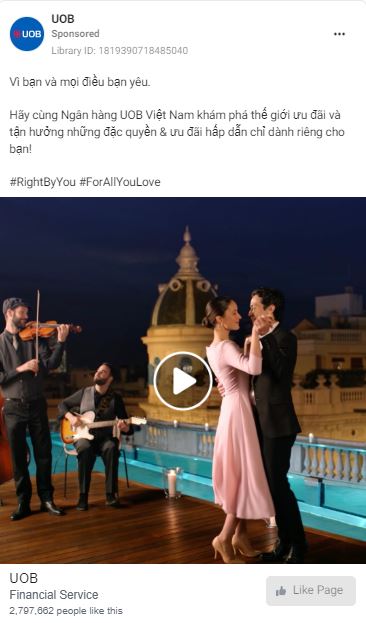 UOB
UOB
Sponsored
Library ID: 1819390718485040
Vì bạn và mọi điều bạn yêu.
Hãy cùng Ngân hàng UOB Việt Nam khám phá thế giới ưu đãi và
tận hưởng những đặc quyền & ưu đãi hấp dẫn chỉ dành riêng cho
bạn!
#RightByYou #ForAllYouLove
UOB
Financial Service
2,797,662 people like this
Like Page